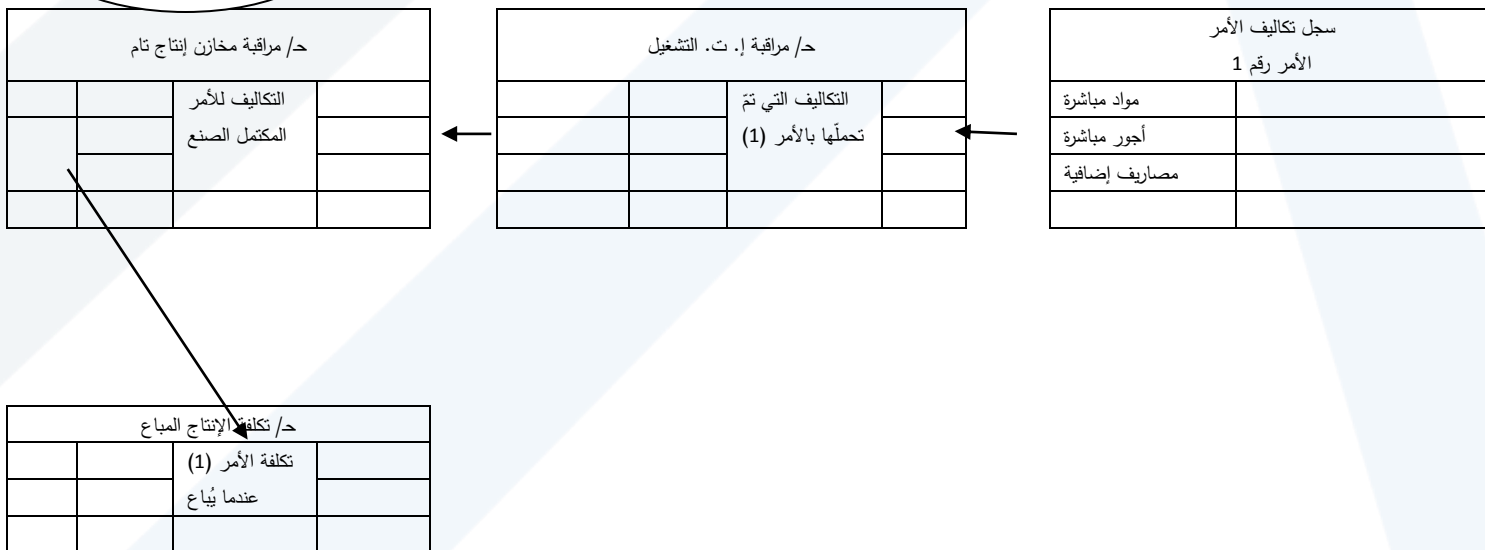 سجل تكاليف الأمر
الأمر رقم 1
مواد مباشرة
أجور مباشرة
مصاريف إضافية
حـ/ مراقبة إ. ت. التشغيل
التكاليف التي تمّ
تحملّها بالأمر (1)
حـ/ مراقبة مخازن إنتاج تام
التكاليف للأمر
المكتمل الصنع
حـ/ تكلفة الإنتاج المباع
تكلفة الأمر (1)
عندما يُباع